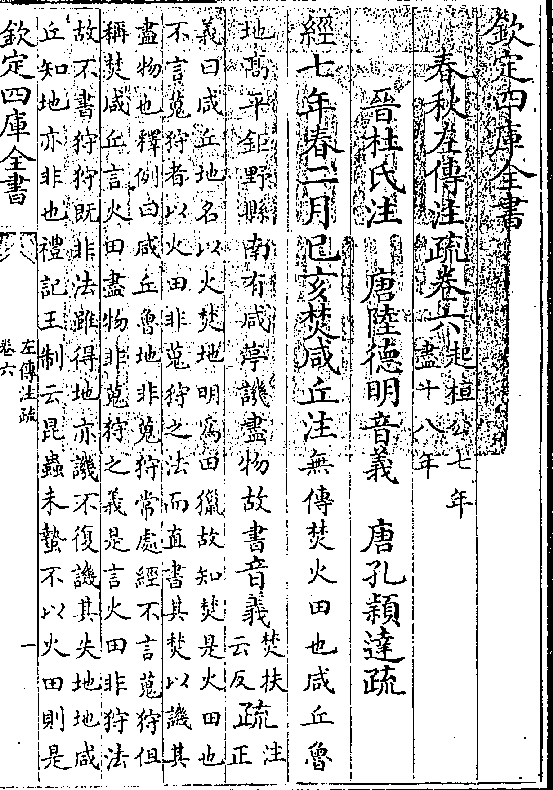 欽定四庫全書
春秋左傳注疏卷六
起桓公七年
盡十八年
晉杜氏注 唐陸德明音義 唐孔穎達疏
經七年春二月己亥焚咸丘注無傳焚火田也咸丘魯
地髙平鉅野縣南有咸亭譏盡物故書音義焚扶云反疏注正
義曰咸丘地名以火焚地明爲田獵故知焚是火田也
不言蒐狩者以火田非蒐狩之法而直書其焚以譏其
盡物也釋例曰咸丘魯地非蒐狩常處經不言蒐狩但
稱焚咸丘言火田盡物非蒐狩之義是言火田非狩法
故不書狩狩既非法雖得地亦譏不復譏其失地地咸
丘知地亦非也禮記王制云昆蟲未蟄不以火田則是
欽定四庫全書
左傳注疏
卷六
一